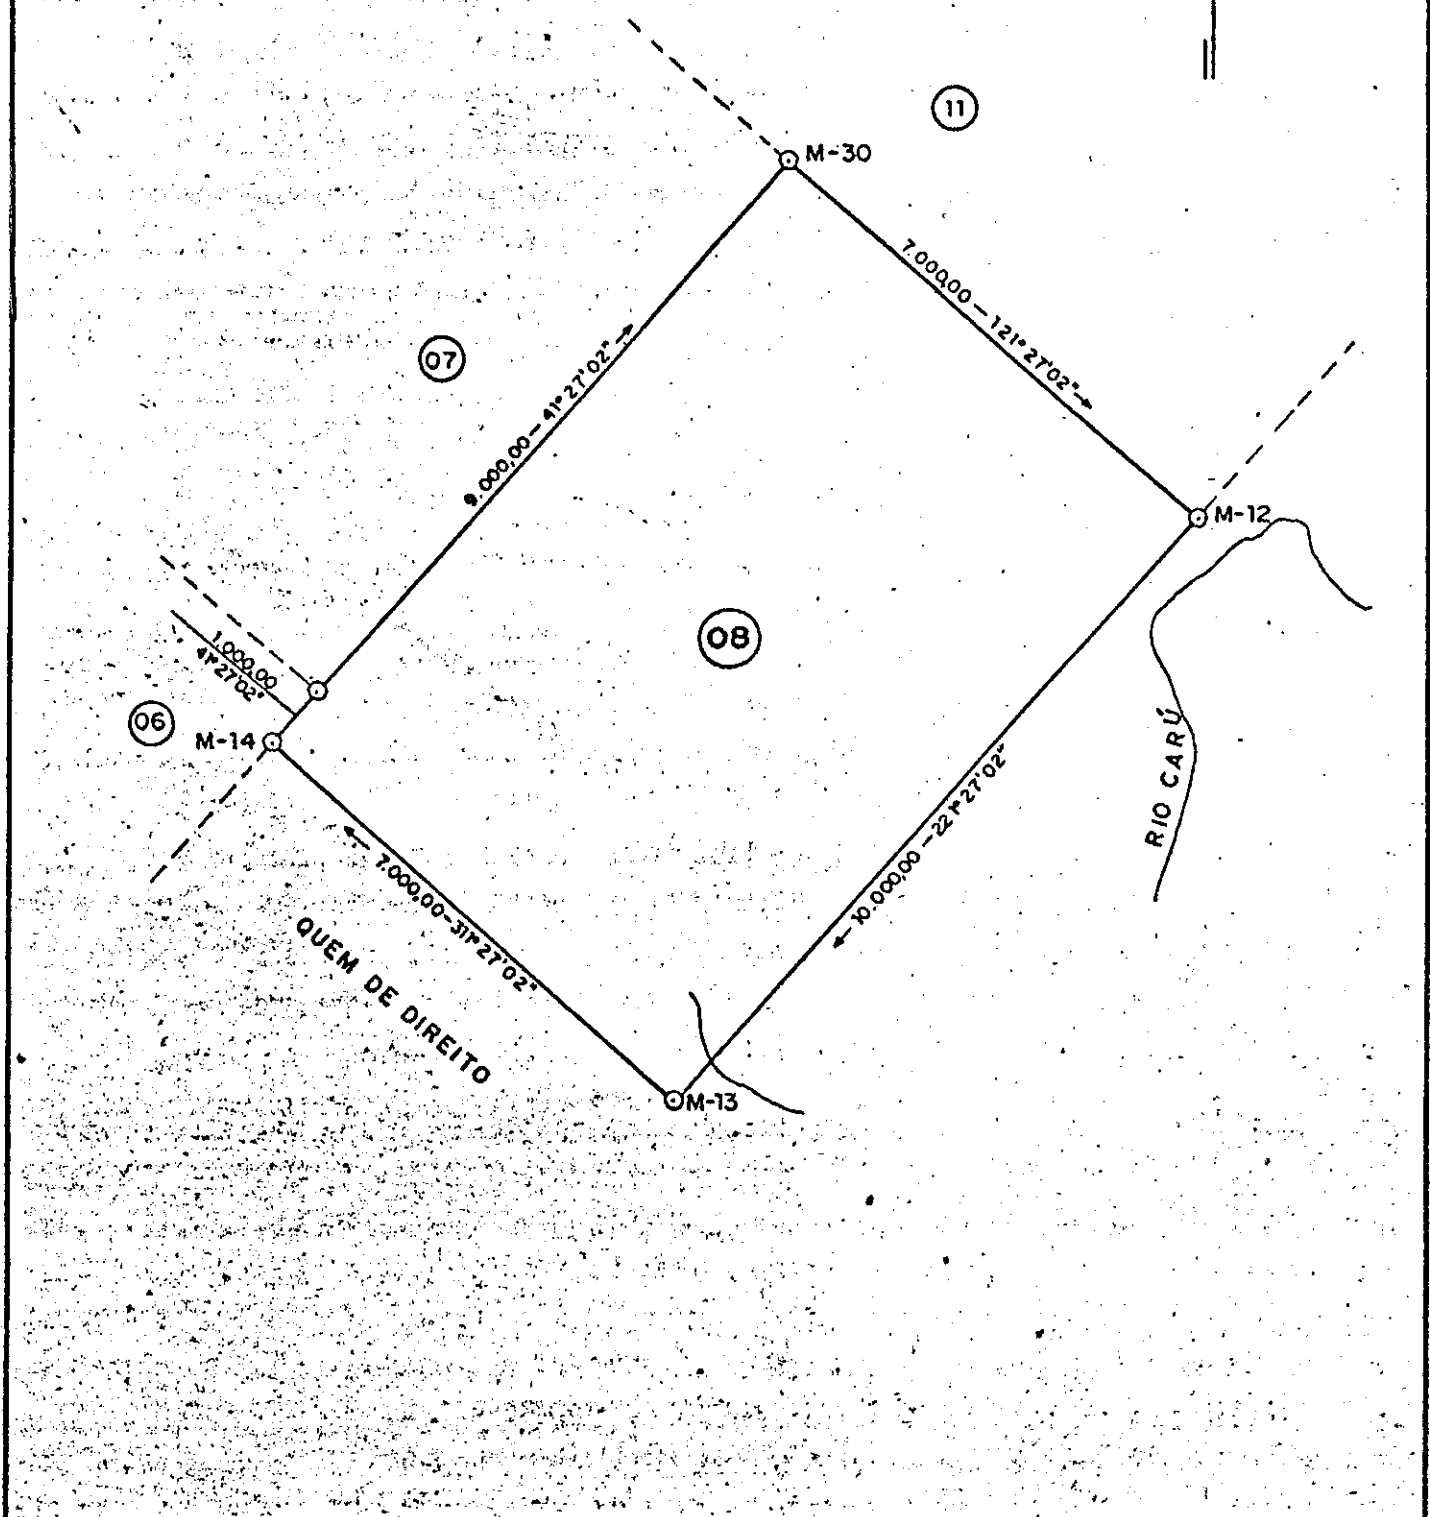 11
M-30
7.000,00 — 121° 27'02"
07
9.000,00 — 41° 27'02"
M-12
08
1.000,00
41° 27'02"
06
M-14
RIO CARÚ
10.000,00 — 221° 27'02"
7.000,00 — 311° 27'02"
QUEM DE DIREITO
M-13